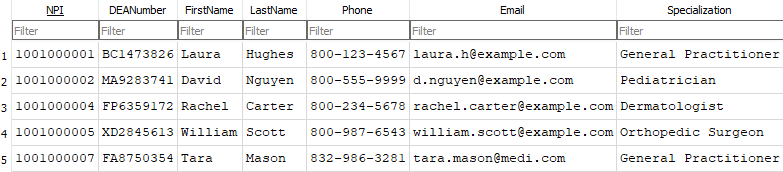 NPI DEANumber FirstName LastName Phone Email Specialization
Filter Filter Filter Filter Filter Filter Filter
1 1001000001 BC1473826 Laura Hughes 800-123-4567 laura.h@example.com General Practitioner
2 1001000002 MA9283741 David Nguyen 800-555-9999 d.nguyen@example.com Pediatrician
3 1001000004 FP6359172 Rachel Carter 800-234-5678 rachel.carter@example.com Dermatologist
4 1001000005 XD2845613 William Scott 800-987-6543 william.scott@example.com Orthopedic Surgeon
5 1001000007 FA8750354 Tara Mason 832-986-3281 tara.mason@medi.com General Practitioner